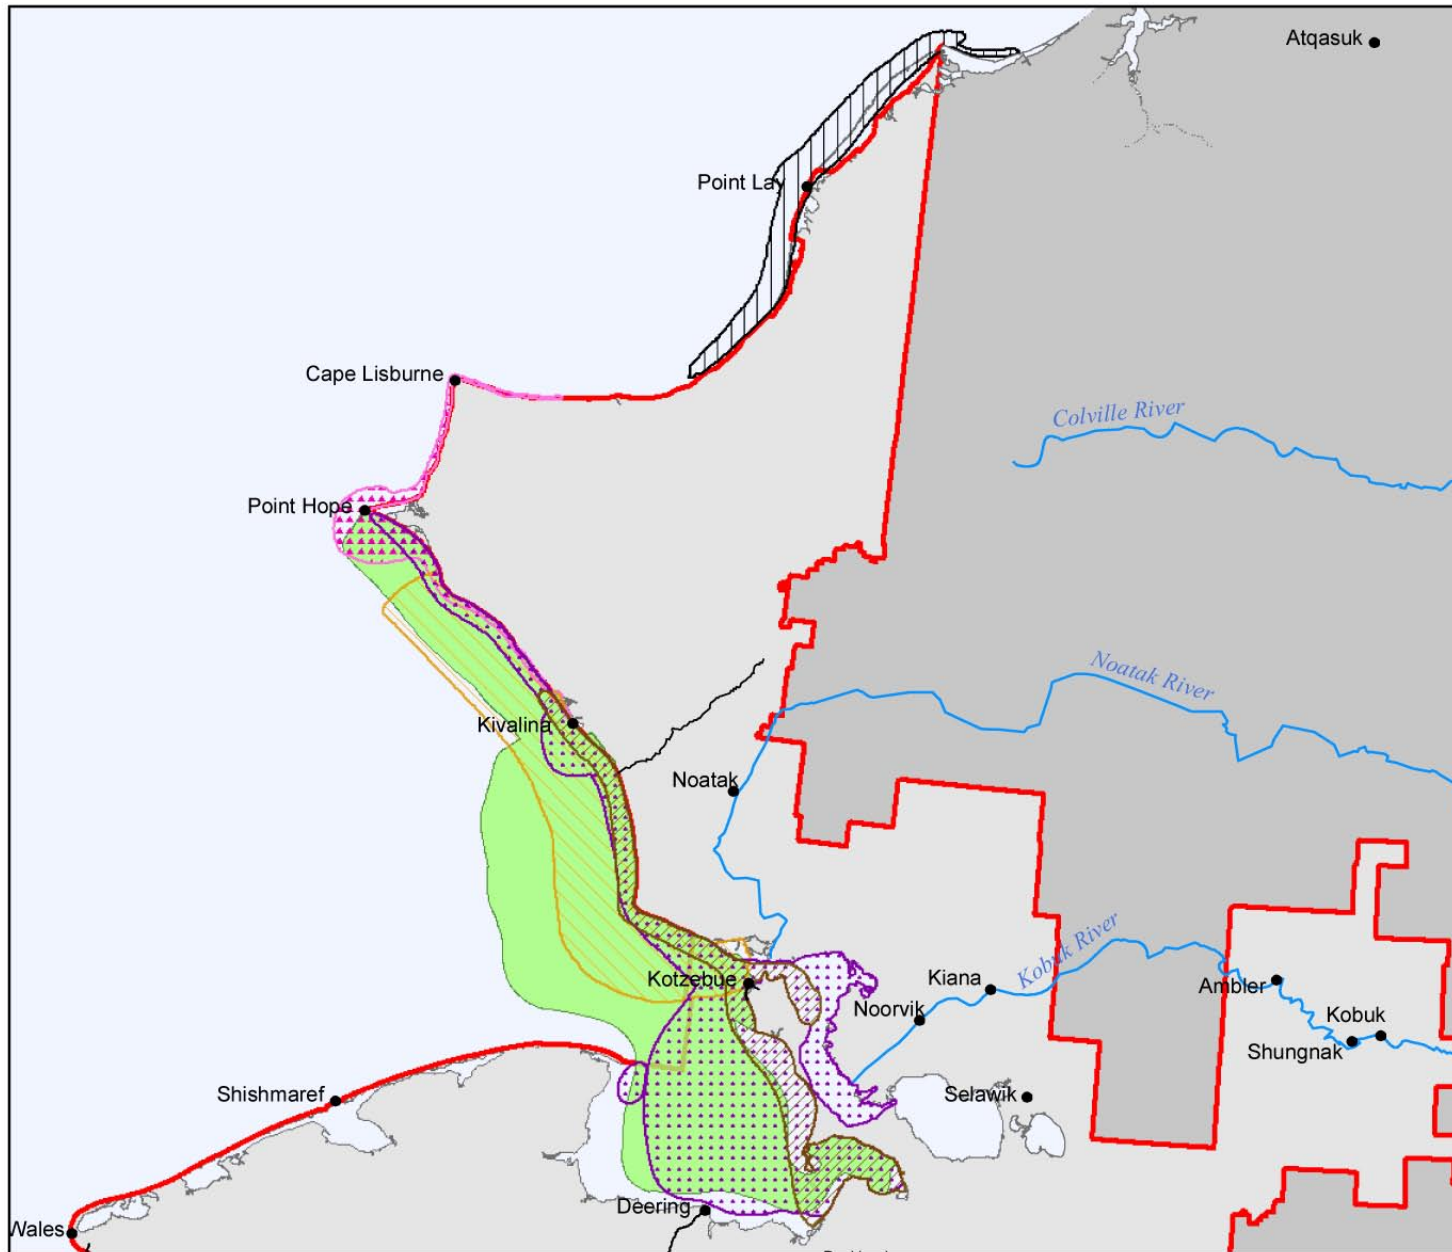 Atqasuk
Point Lay
Cape Lisburne
Colville River
Point Hope
Noatak River
Kivalina
Noatak
Kotzebue
Kiana
Kobuk River
Ambler
Noorvik
Kobuk
Shungnak
Shishmaref
Selawik
Deering
Wales